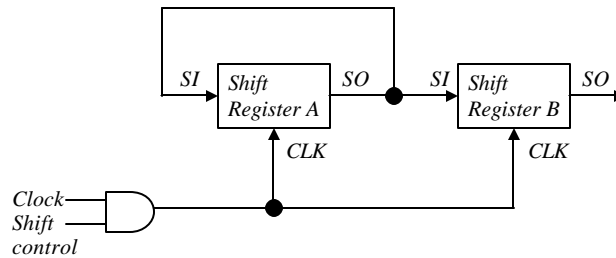 SI
Shift
Register A
SO
SI
Shift
Register B
SO
CLK
CLK
Clock
Shift
control